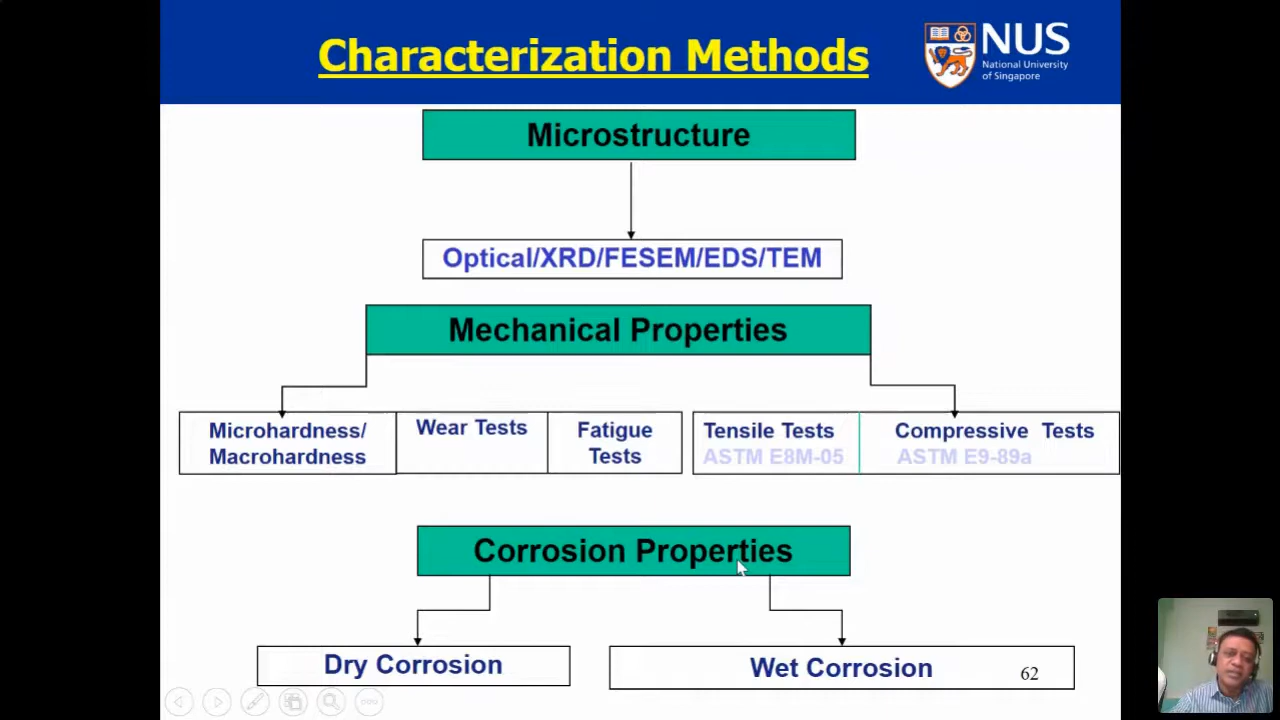 Characterization Methods
NUS
National University
of Singapore
Microstructure
Optical/XRD/FESEM/EDS/TEM
Mechanical Properties
Microhardness/
Macrohardness
Wear Tests
Fatigue
Tests
Tensile Tests
ASTM E8M-05
Compressive Tests
ASTM E9-89a
Corrosion Properties
Dry Corrosion
Wet Corrosion
62